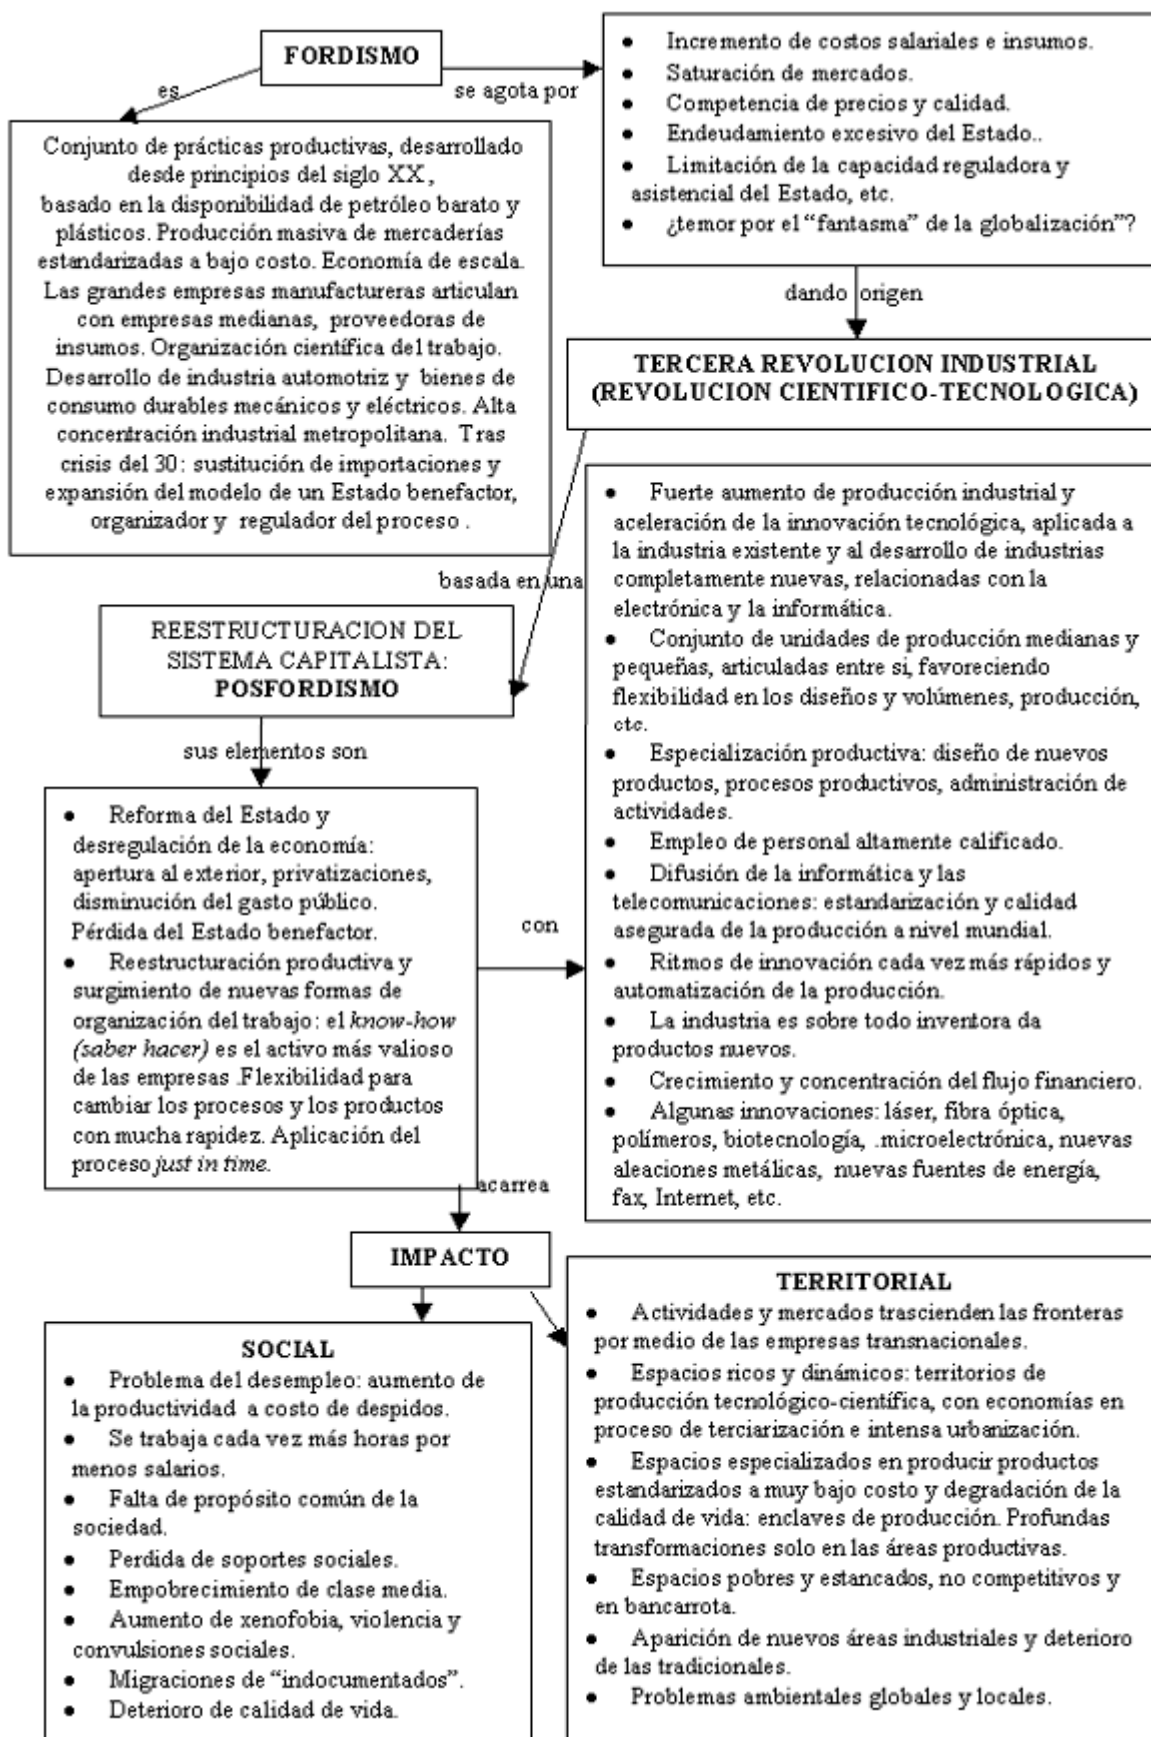 FORDISMO
es
se agota por
● Incremento de costos salariales e insumos.
● Saturación de mercados.
● Competencia de precios y calidad.
● Endeudamiento excesivo del Estado..
● Limitación de la capacidad reguladora y
asistencial del Estado, etc.
● ¿temor por el “fantasma” de la globalización”?
Conjunto de prácticas productivas, desarrollado
desde principios del siglo XX,
basado en la disponibilidad de petróleo barato y
plásticos. Producción masiva de mercaderías
estandarizadas a bajo costo. Economía de escala.
Las grandes empresas manufactureras articulan
con empresas medianas, proveedoras de
insumos. Organización científica del trabajo.
Desarrollo de industria automotriz y bienes de
consumo durables mecánicos y eléctricos. Alta
concentración industrial metropolitana. Tras
crisis del 30: sustitución de importaciones y
expansión del modelo de un Estado benefactor,
organizador y regulador del proceso .
dando origen
TERCERA REVOLUCION INDUSTRIAL
(REVOLUCION CIENTIFICO-TECNOLOGICA)
basada en una
REESTRUCTURACION DEL
SISTEMA CAPITALISTA:
POSFORDISMO
sus elementos son
● Reforma del Estado y
desregulación de la economía:
apertura al exterior, privatizaciones,
disminución del gasto público.
Pérdida del Estado benefactor.
● Reestructuración productiva y
surgimiento de nuevas formas de
organización del trabajo: el know-how
(saber hacer) es el activo más valioso
de las empresas .Flexibilidad para
cambiar los procesos y los productos
con mucha rapidez. Aplicación del
proceso just in time.
con
● Fuerte aumento de producción industrial y
aceleración de la innovación tecnológica, aplicada a
la industria existente y al desarrollo de industrias
completamente nuevas, relacionadas con la
electrónica y la informática.
● Conjunto de unidades de producción medianas y
pequeñas, articuladas entre si, favoreciendo
flexibilidad en los diseños y volúmenes, producción,
etc.
● Especialización productiva: diseño de nuevos
productos, procesos productivos, administración de
actividades.
● Empleo de personal altamente calificado.
● Difusión de la informática y las
telecomunicaciones: estandarización y calidad
asegurada de la producción a nivel mundial.
● Ritmos de innovación cada vez más rápidos y
automatización de la producción.
● La industria es sobre todo inventora da
productos nuevos.
● Crecimiento y concentración del flujo financiero.
● Algunas innovaciones: láser, fibra óptica,
polímeros, biotecnología, .microelectrónica, nuevas
aleaciones metálicas, nuevas fuentes de energía,
fax, Internet, etc.
acarrea
IMPACTO
SOCIAL
● Problema del desempleo: aumento de
la productividad a costo de despidos.
● Se trabaja cada vez más horas por
menos salarios.
● Falta de propósito común de la
sociedad.
● Perdida de soportes sociales.
● Empobrecimiento de clase media.
● Aumento de xenofobia, violencia y
convulsiones sociales.
● Migraciones de “indocumentados”.
● Deterioro de calidad de vida.
TERRITORIAL
● Actividades y mercados trascienden las fronteras
por medio de las empresas transnacionales.
● Espacios ricos y dinámicos: territorios de
producción tecnológico-científica, con economías en
proceso de terciarización e intensa urbanización.
● Espacios especializados en producir productos
estandarizados a muy bajo costo y degradación de la
calidad de vida: enclaves de producción. Profundas
transformaciones solo en las áreas productivas.
● Espacios pobres y estancados, no competitivos y
en bancarrota.
● Aparición de nuevos áreas industriales y deterioro
de las tradicionales.
● Problemas ambientales globales y locales.